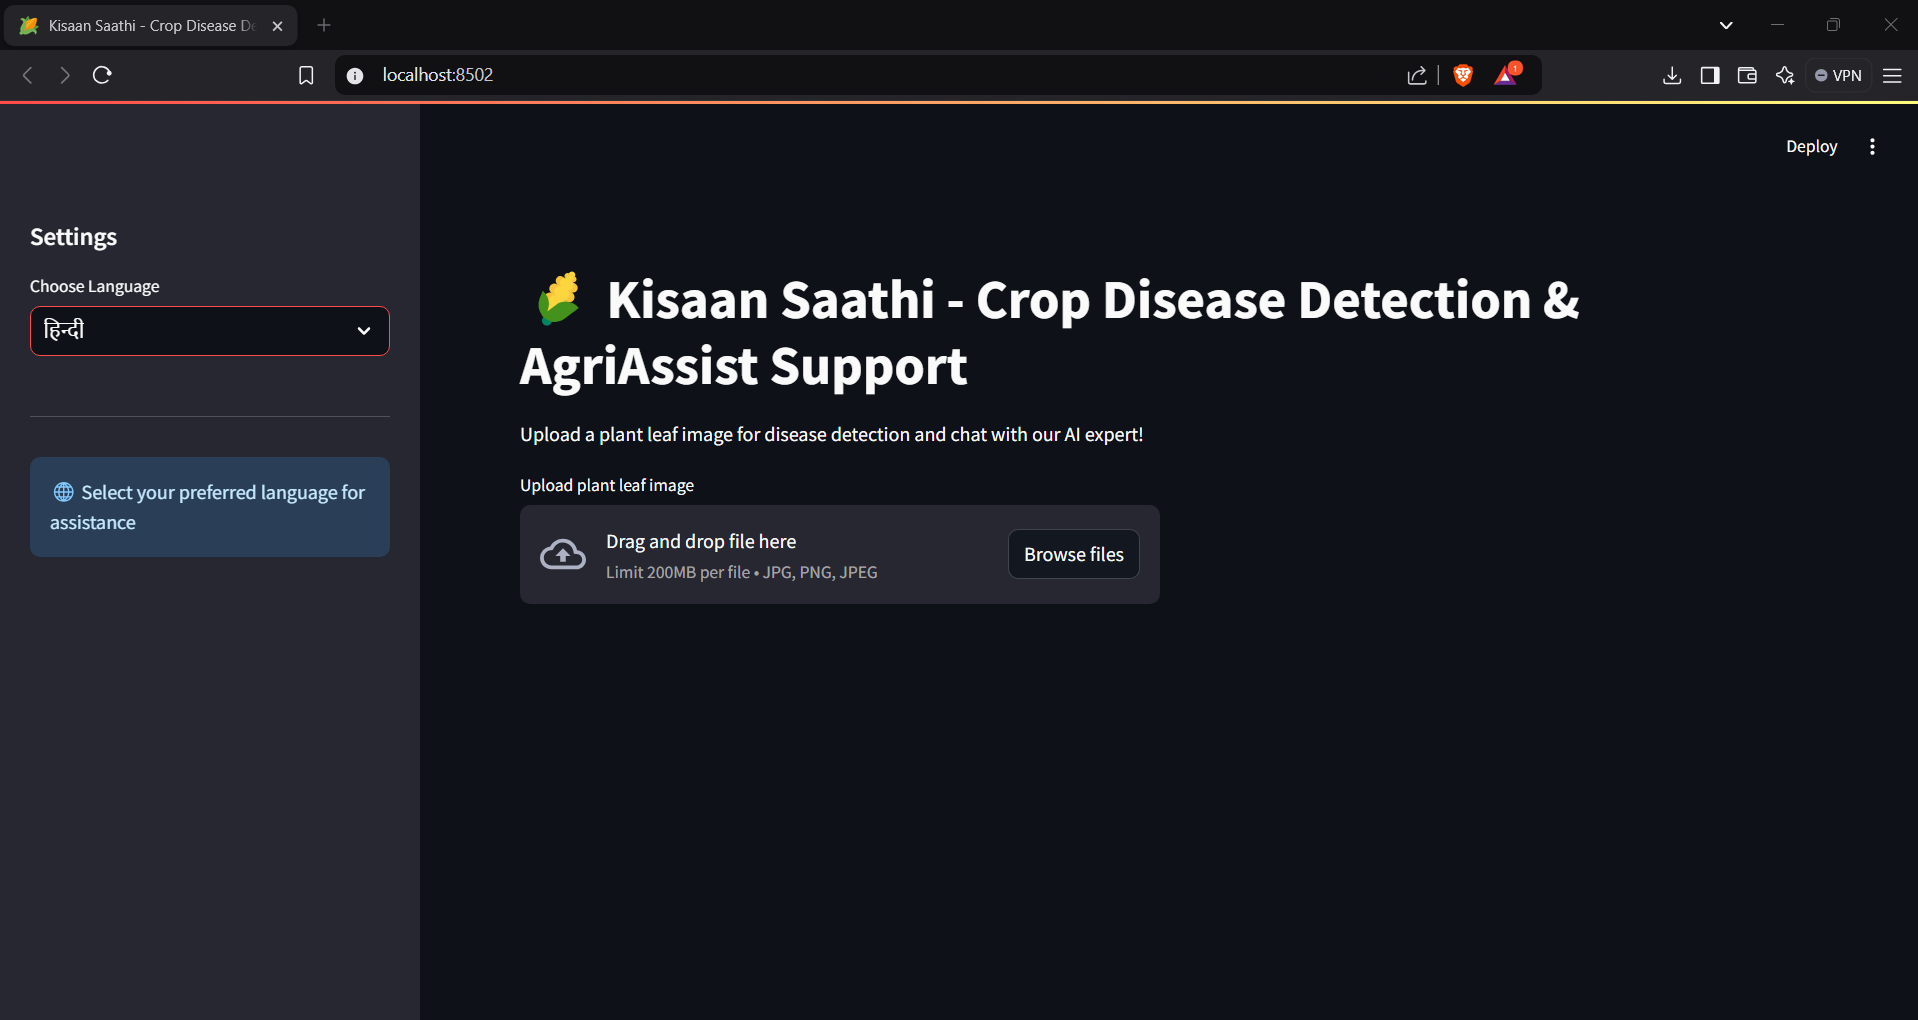 Kisaan Saathi - Crop Disease De
localhost:8502
1
VPN
Deploy
Settings
Choose Language
हिन्दी
Select your preferred language for
assistance
Kisaan Saathi - Crop Disease Detection &
AgriAssist Support
Upload a plant leaf image for disease detection and chat with our AI expert!
Upload plant leaf image
Drag and drop file here
Limit 200MB per file • JPG, PNG, JPEG
Browse files